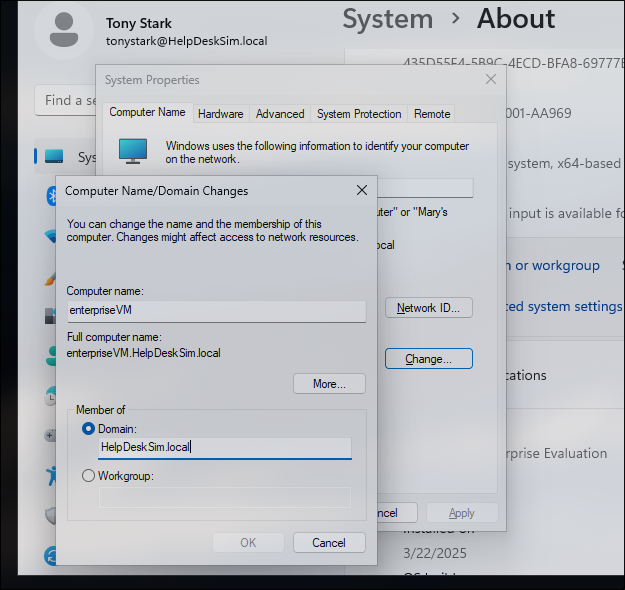 Tony Stark
tonystark@HelpDeskSim.local
System > About
Find a se
Sys
435D55F4-5B9C-4ECD-BFA8-69777E
001-AA969
system, x64-based
input is available fo
or workgroup
ced system settings
cations
rprise Evaluation
Installed on
3/22/2025
System Properties
Computer Name
Hardware
Advanced
System Protection
Remote
Windows uses the following information to identify your computer
on the network.
uter" or "Mary's
ocal
Network ID...
Change...
ncel
Apply
Computer Name/Domain Changes
You can change the name and the membership of this
computer. Changes might affect access to network resources.
Computer name:
enterpriseVM
Full computer name:
enterpriseVM.HelpDeskSim.local
More...
Member of
Domain:
HelpDeskSim.local
Workgroup:
OK
Cancel